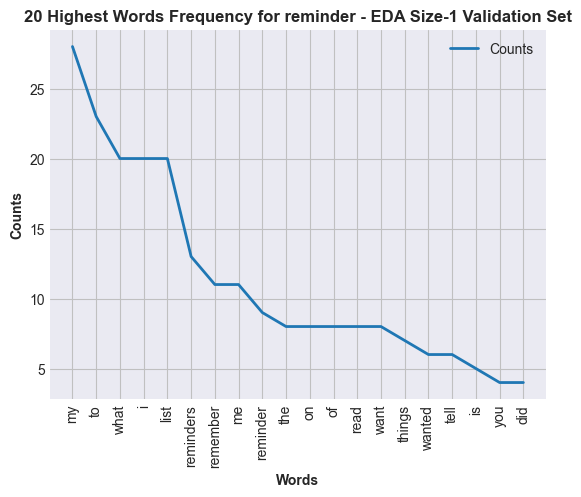 20 Highest Words Frequency for reminder - EDA Size-1 Validation Set
Counts
25
20
15
10
5
Counts
my
to
what
i
list
reminders
remember
me
reminder
the
on
of
read
want
things
wanted
tell
is
you
did
Words